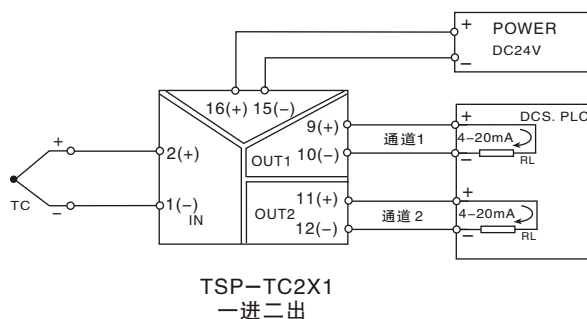 + POWER
− DC24V
16(+) 15(−)
9(+) 通道1 + DCS. PLC
4−20mA
OUT1 10(−) − RL
+ 2(+)
TC − 1(−)
IN
11(+) 通道 2 +
4−20mA
OUT2 12(−) − RL
TSP−TC2X1
一进二出